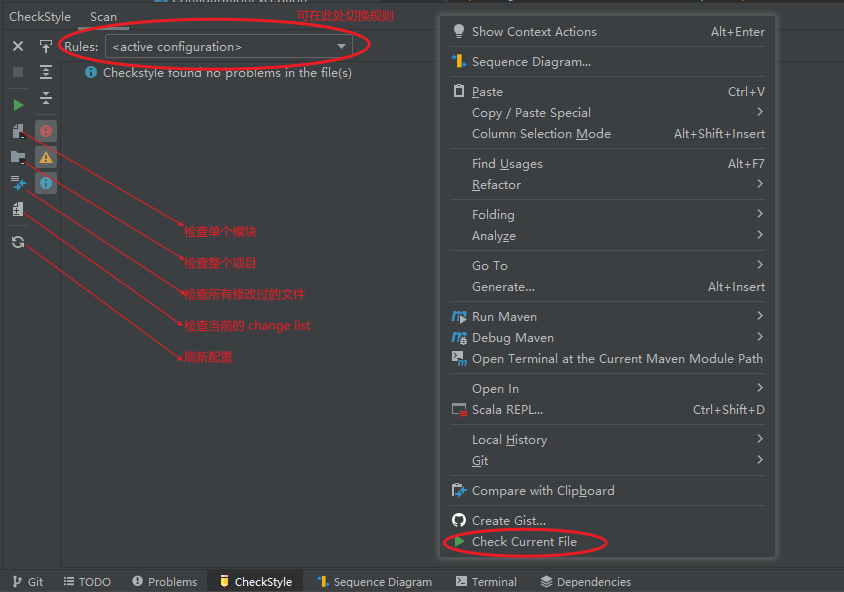 CheckStyle Scan
可在此处切换规则
Rules: <active configuration>
Checkstyle found no problems in the file(s)
检查单个模块
检查整个项目
检查所有修改过的文件
检查当前的 change list
刷新配置
Show Context Actions Alt+Enter
Sequence Diagram...
Paste Ctrl+V
Copy / Paste Special
Column Selection Mode Alt+Shift+Insert
Find Usages Alt+F7
Refactor
Folding
Analyze
Go To
Generate... Alt+Insert
Run Maven
Debug Maven
Open Terminal at the Current Maven Module Path
Open In
Scala REPL... Ctrl+Shift+D
Local History
Git
Compare with Clipboard
Create Gist...
Check Current File
Git TODO Problems CheckStyle Sequence Diagram Terminal Dependencies